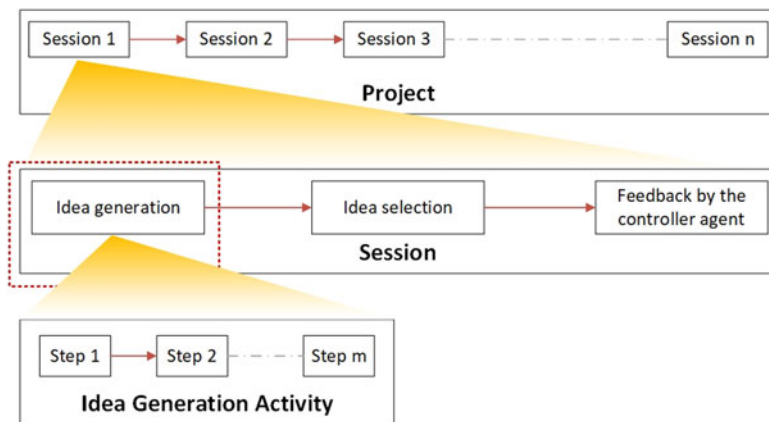 Session 1
Session 2
Session 3
Session n
Project
Idea generation
Idea selection
Feedback by the
controller agent
Session
Step 1
Step 2
Step m
Idea Generation Activity